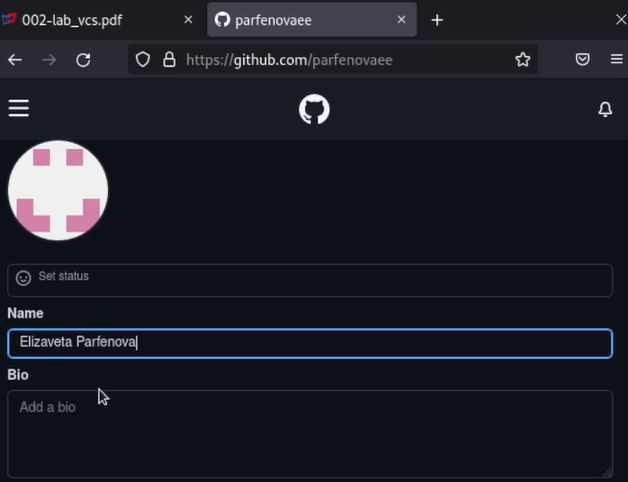 002-lab_vcs.pdf
parfenovaee
https://github.com/parfenovaee
Set status
Name
Elizaveta Parfenova
Bio
Add a bio